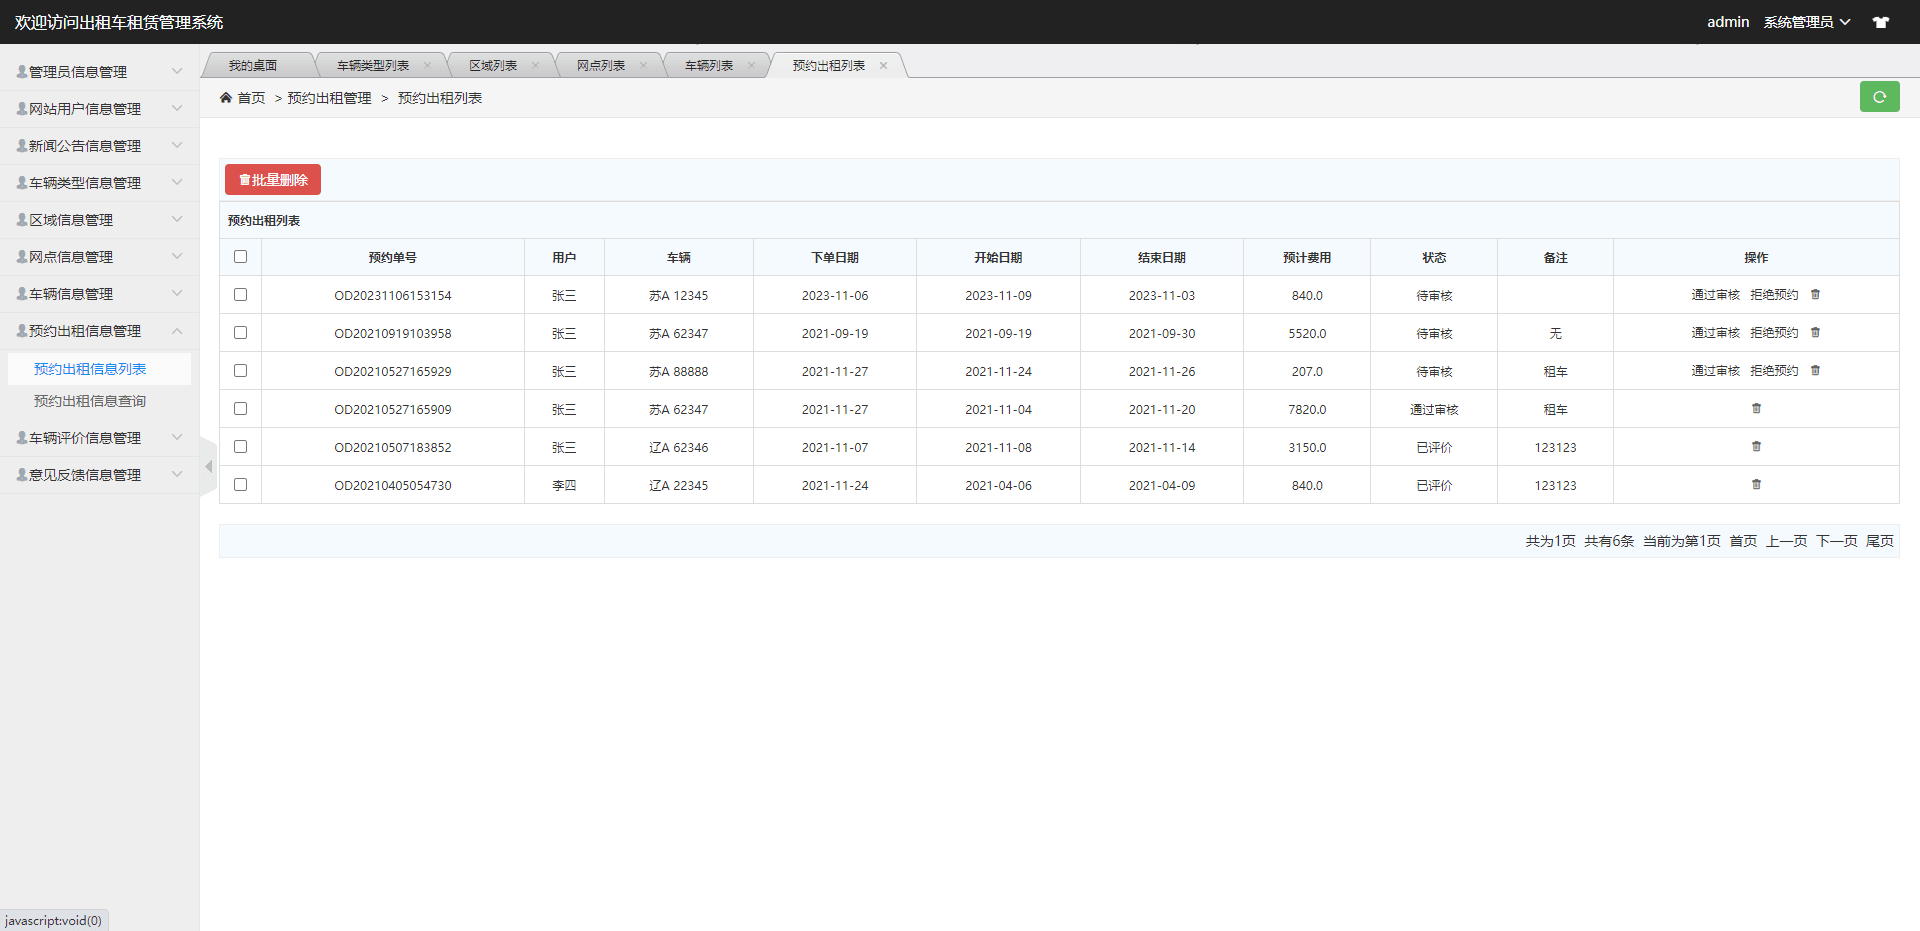 欢迎访问出租车租赁管理系统
admin 系统管理员
管理员信息管理
网站用户信息管理
新闻公告信息管理
车辆类型信息管理
区域信息管理
网点信息管理
车辆信息管理
预约出租信息管理
预约出租信息列表
预约出租信息查询
车辆评价信息管理
意见反馈信息管理
我的桌面 车辆类型列表 区域列表 网点列表 车辆列表 预约出租列表
首页 > 预约出租管理 > 预约出租列表
批量删除
预约出租列表
预约单号 用户 车辆 下单日期 开始日期 结束日期 预计费用 状态 备注 操作
OD20231106153154 张三 苏A 12345 2023-11-06 2023-11-09 2023-11-03 840.0 待审核 通过审核 拒绝预约
OD20210919103958 张三 苏A 62347 2021-09-19 2021-09-19 2021-09-30 5520.0 待审核 无 通过审核 拒绝预约
OD20210527165929 张三 苏A 88888 2021-11-27 2021-11-24 2021-11-26 207.0 待审核 租车 通过审核 拒绝预约
OD20210527165909 张三 苏A 62347 2021-11-27 2021-11-04 2021-11-20 7820.0 通过审核 租车
OD20210507183852 张三 辽A 62346 2021-11-07 2021-11-08 2021-11-14 3150.0 已评价 123123
OD20210405054730 李四 辽A 22345 2021-11-24 2021-04-06 2021-04-09 840.0 已评价 123123
共为1页 共有6条 当前为第1页 首页 上一页 下一页 尾页
javascript:void(0)